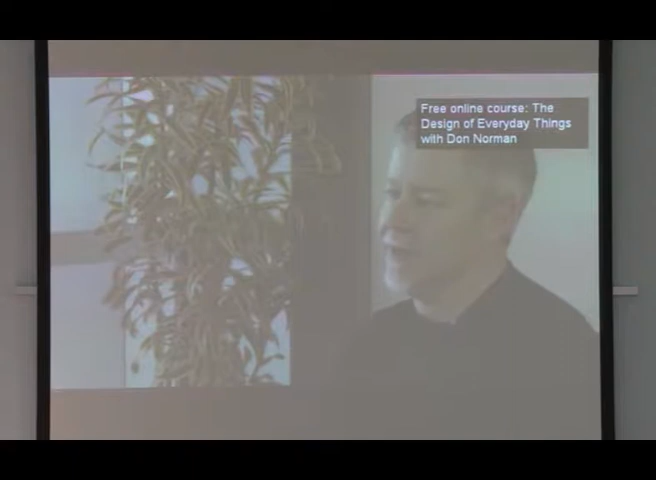 Free online course: The
Design of Everyday Things
with Don Norman